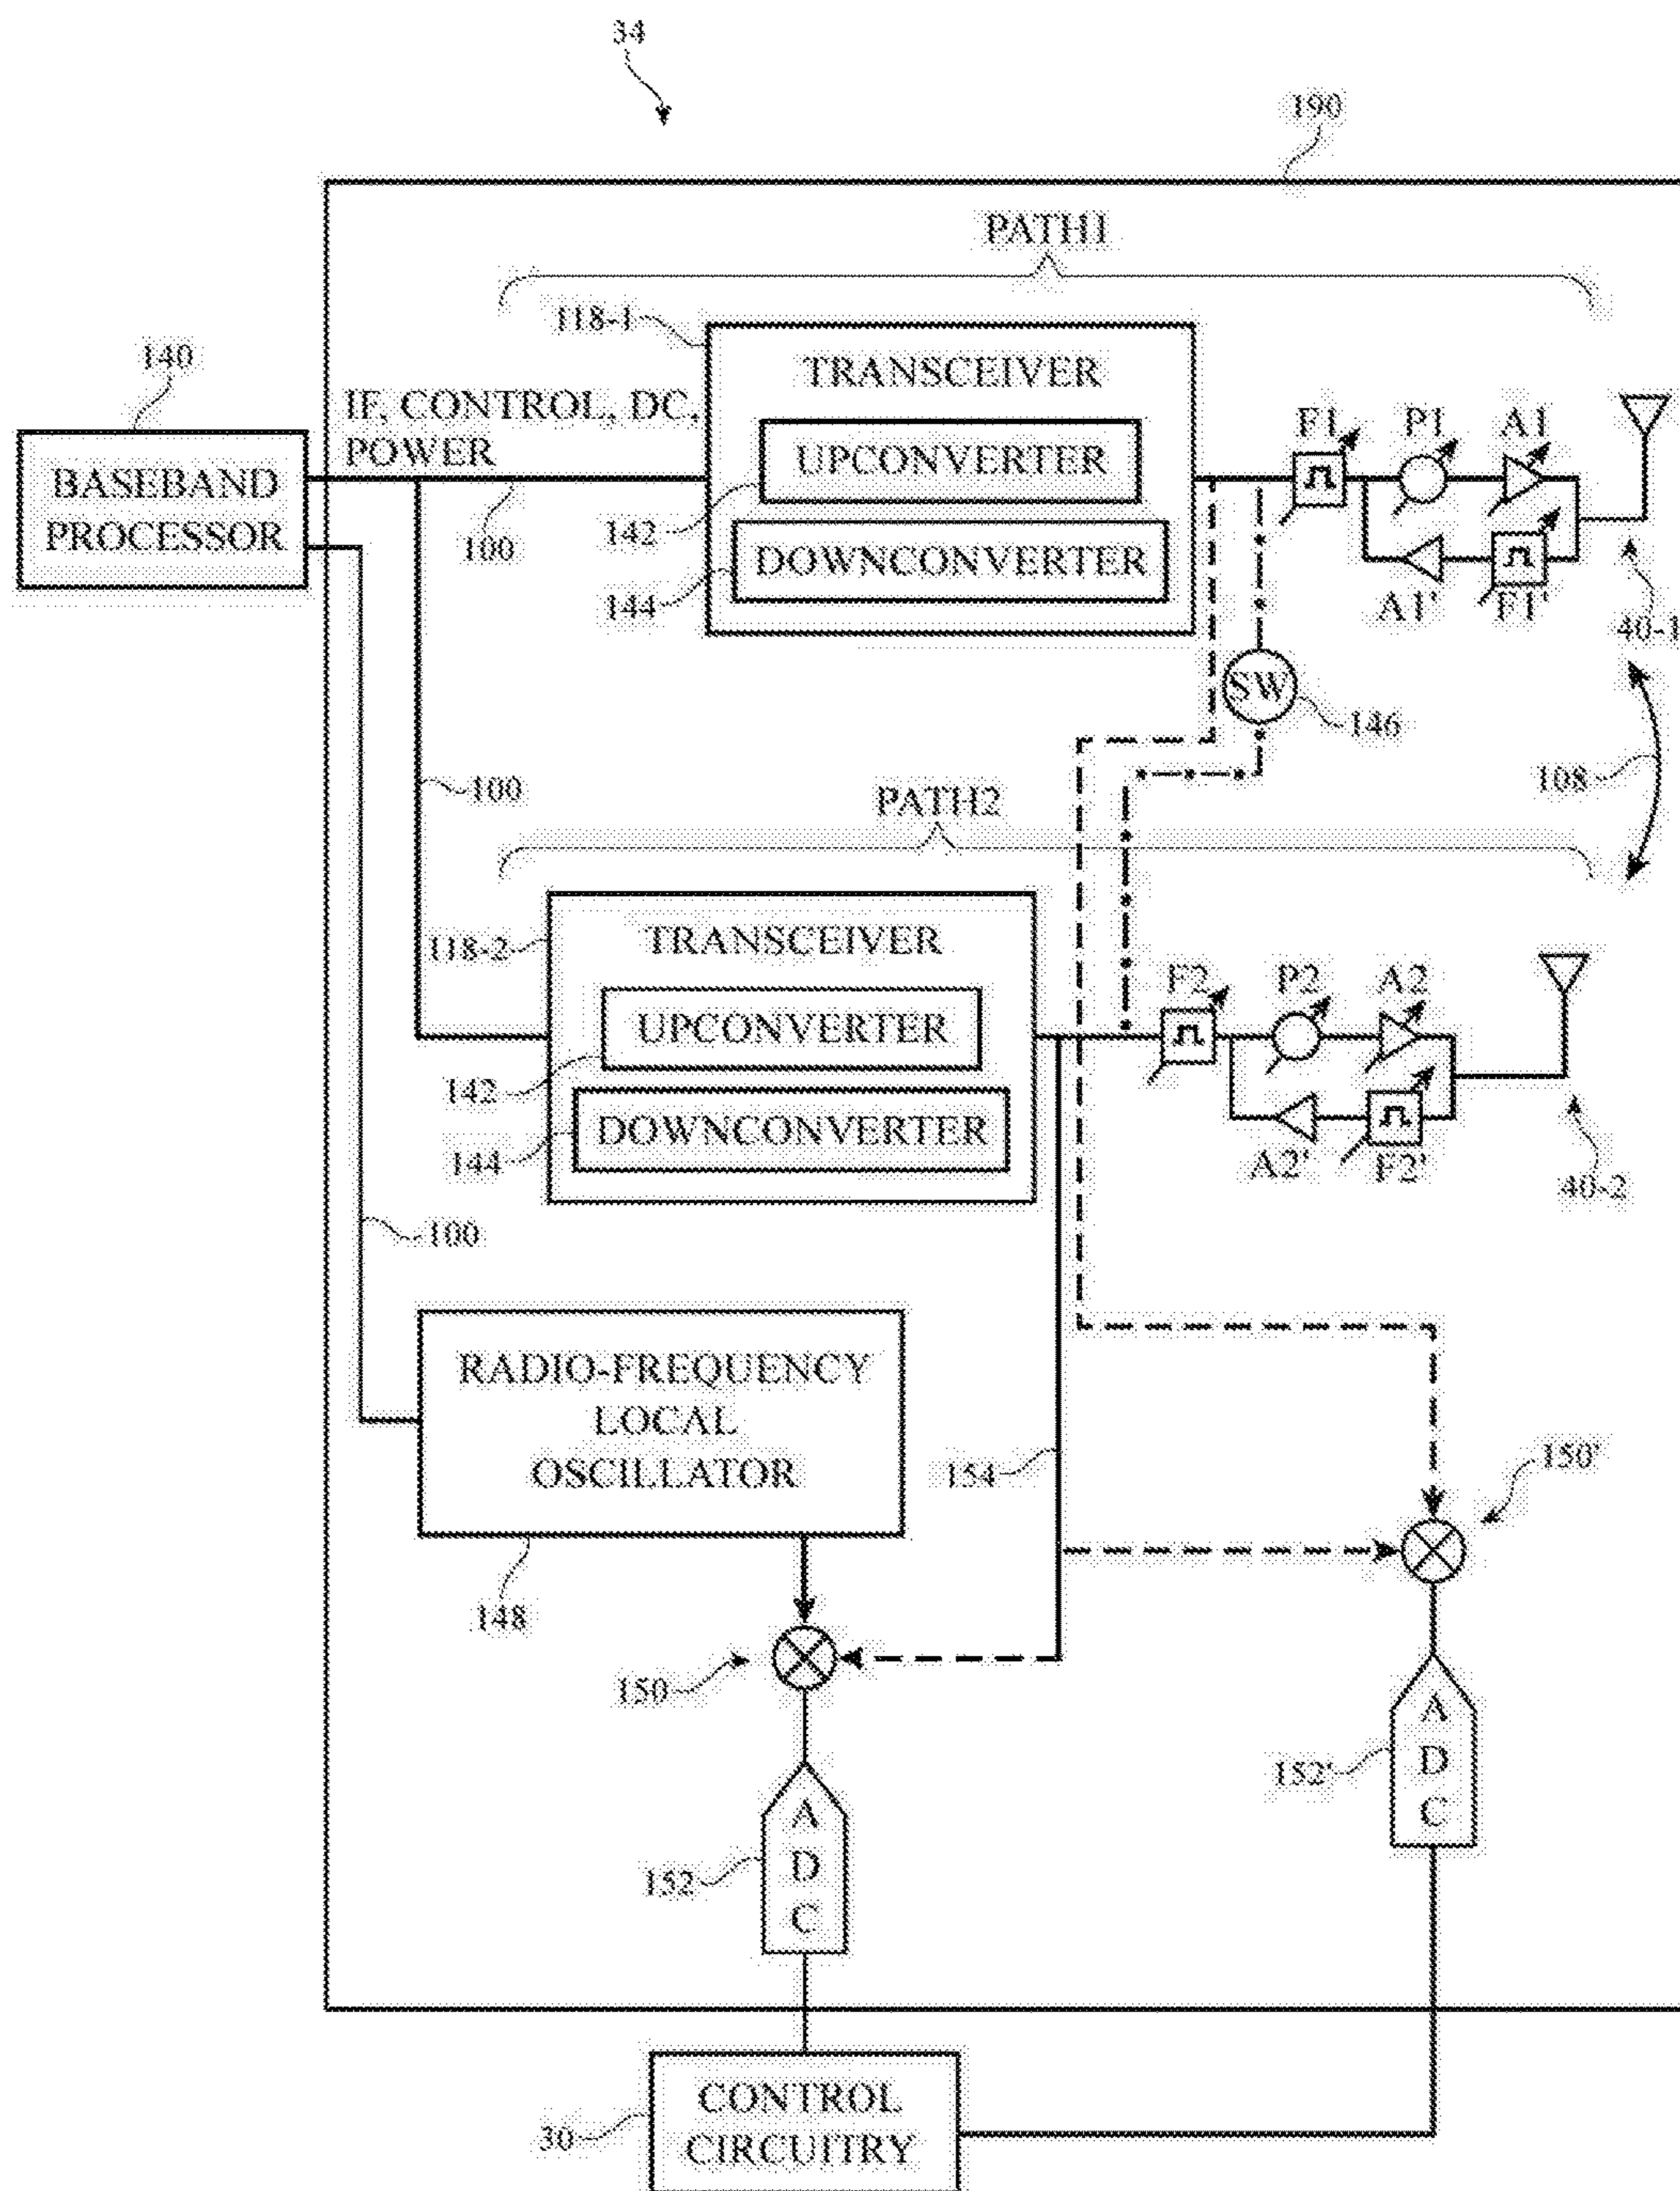 34
190
PATH1
118-1
TRANSCEIVER
140
IF, CONTROL, DC,
POWER
F1
P1
A1
UPCONVERTER
BASEBAND
PROCESSOR
100
142
DOWNCONVERTER
144
A1'
F1'
40-1
SW
146
100
108
PATH2
118-2
TRANSCEIVER
F2
P2
A2
UPCONVERTER
142
DOWNCONVERTER
144
A2'
F2'
40-2
100
RADIO-FREQUENCY
LOCAL
OSCILLATOR
154
150'
148
150
A
D
C
152'
A
D
C
152
CONTROL
CIRCUITRY
30